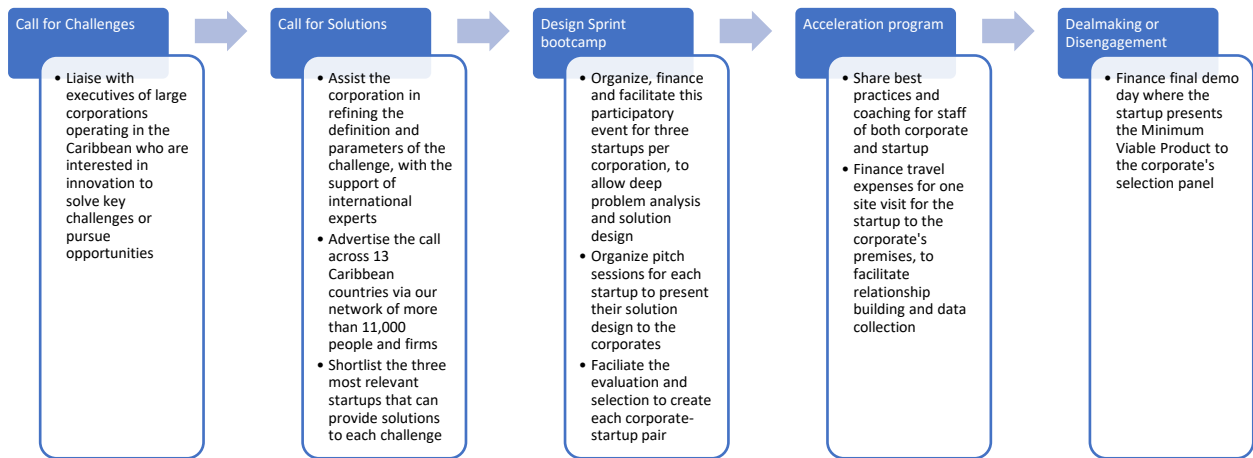 Call for Challenges
• Liaise with
executives of large
corporations
operating in the
Caribbean who are
interested in
innovation to
solve key
challenges or
pursue
opportunities
Call for Solutions
• Assist the
corporation in
refining the
definition and
parameters of the
challenge, with the
support of
international
experts
• Advertise the call
across 13
Caribbean
countries via our
network of more
than 11,000
people and firms
• Shortlist the three
most relevant
startups that can
provide solutions
to each challenge
Design Sprint
bootcamp
• Organize, finance
and facilitate this
participatory
event for three
startups per
corporation, to
allow deep
problem analysis
and solution
design
• Organize pitch
sessions for each
startup to present
their solution
design to the
corporates
• Faciliate the
evaluation and
selection to create
each corporate-
startup pair
Acceleration program
• Share best
practices and
coaching for staff
of both corporate
and startup
• Finance travel
expenses for one
site visit for the
startup to the
corporate's
premises, to
facilitate
relationship
building and data
collection
Dealmaking or
Disengagement
• Finance final demo
day where the
startup presents
the Minimum
Viable Product to
the corporate's
selection panel